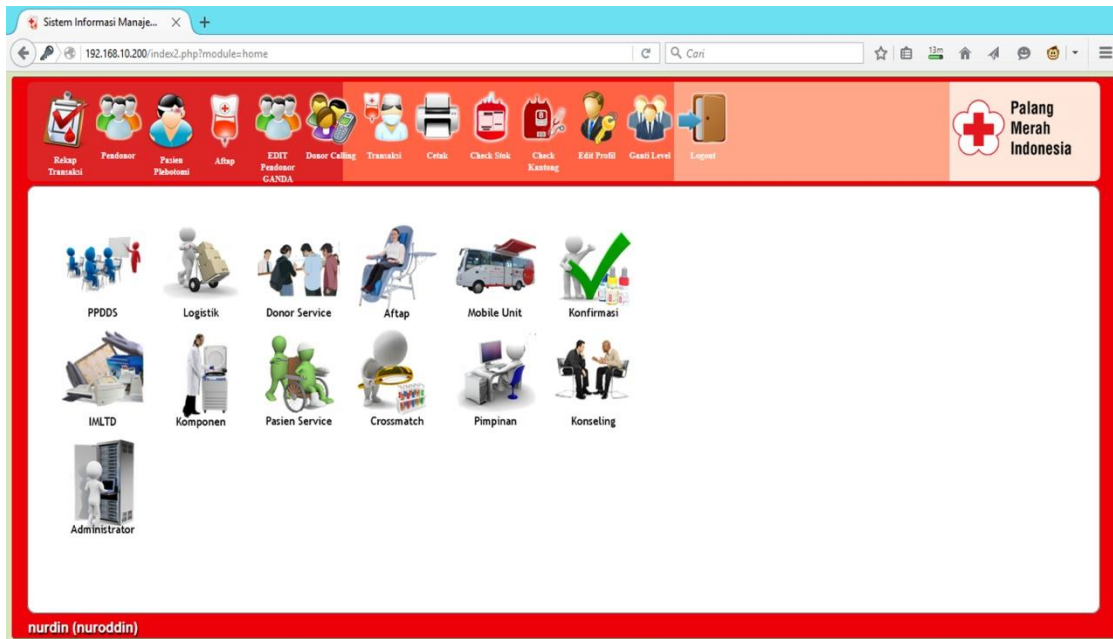 Sistem Informasi Manaje...
192.168.10.200/index2.php?module=home
Cari
13m
Rekap Transaksi
Pendonor
Pasien Plebotomi
Aftap
EDIT Pendonor GANDA
Donor Calling
Transaksi
Cetak
Check Stok
Check Kantong
Edit Profil
Ganti Level
Logout
Palang
Merah
Indonesia
PPDDS
Logistik
Donor Service
Aftap
Mobile Unit
Konfirmasi
IMLTD
Komponen
Pasien Service
Crossmatch
Pimpinan
Konseling
Administrator
nurdin (nuroddin)